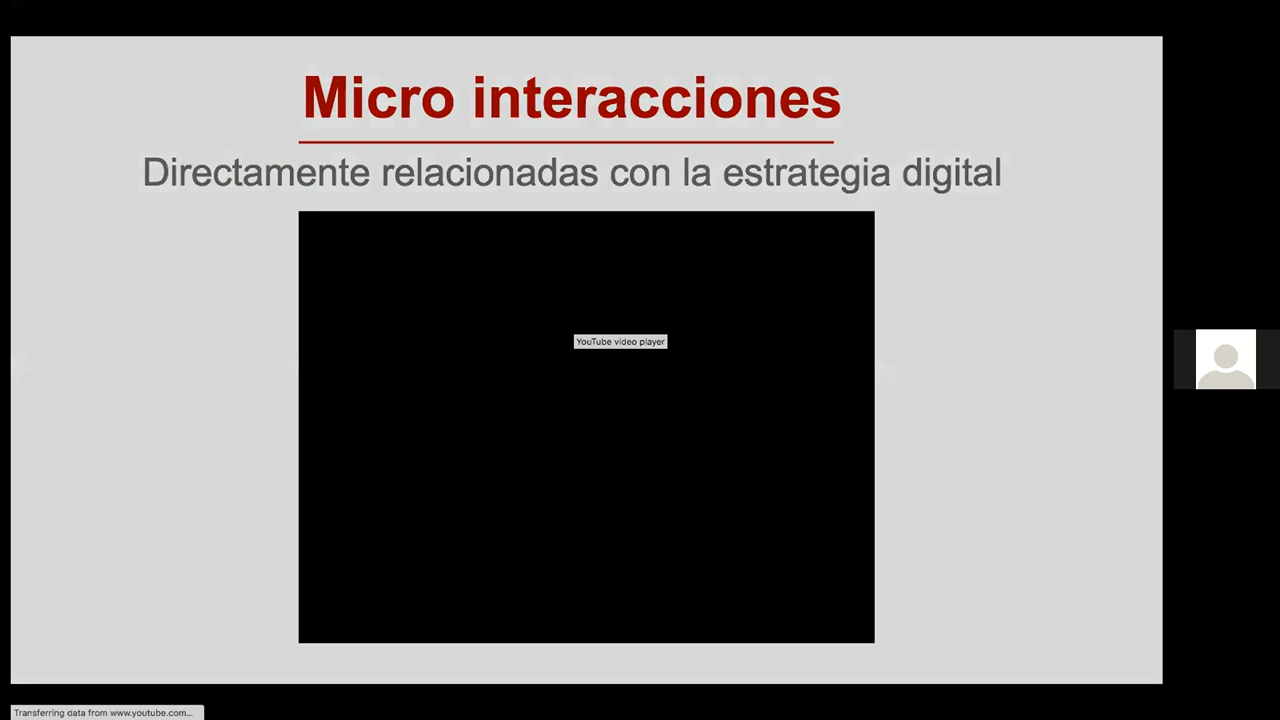 Micro interacciones
Directamente relacionadas con la estrategia digital
YouTube video player
Transferring data from www.youtube.com...